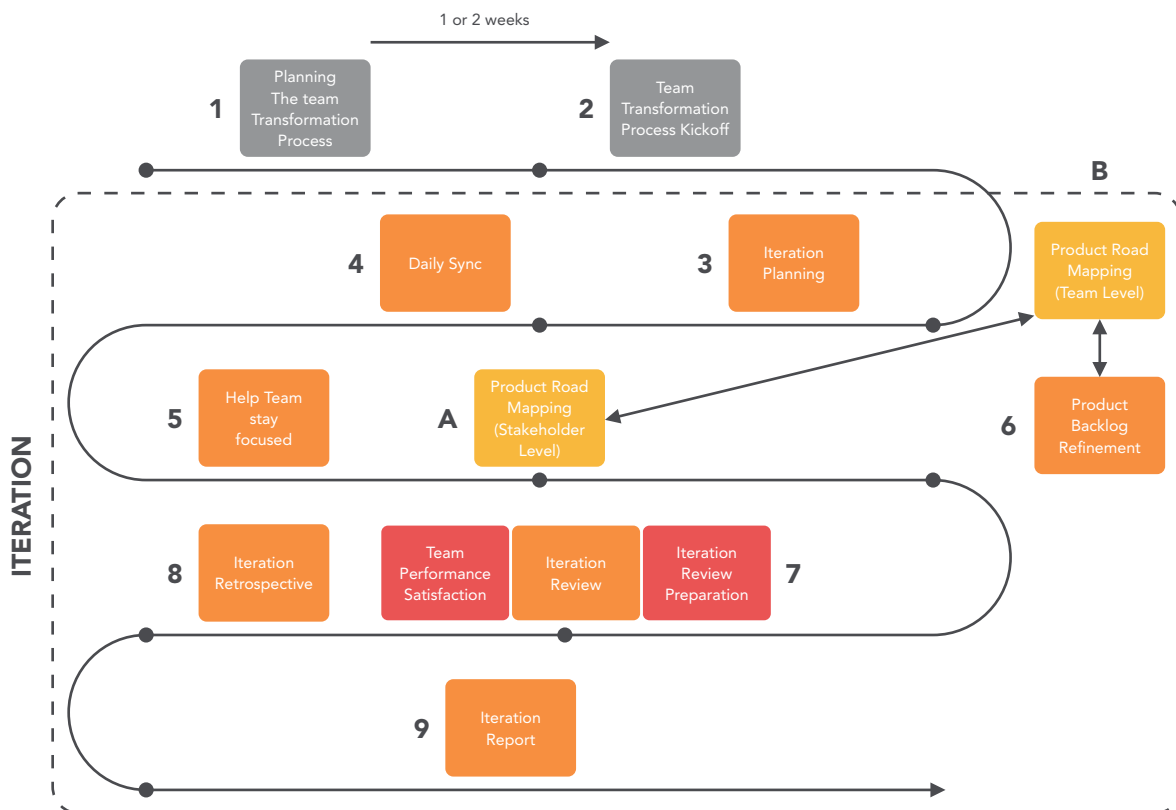 1 or 2 weeks
1
Planning
The team
Transformation
Process
2
Team
Transformation
Process Kickoff
B
4
Daily Sync
3
Iteration
Planning
Product Road
Mapping
(Team Level)
5
Help Team
stay
focused
A
Product Road
Mapping
(Stakeholder
Level)
6
Product
Backlog
Refinement
ITERATION
8
Iteration
Retrospective
Team
Performance
Satisfaction
Iteration
Review
Iteration
Review
Preparation
7
9
Iteration
Report